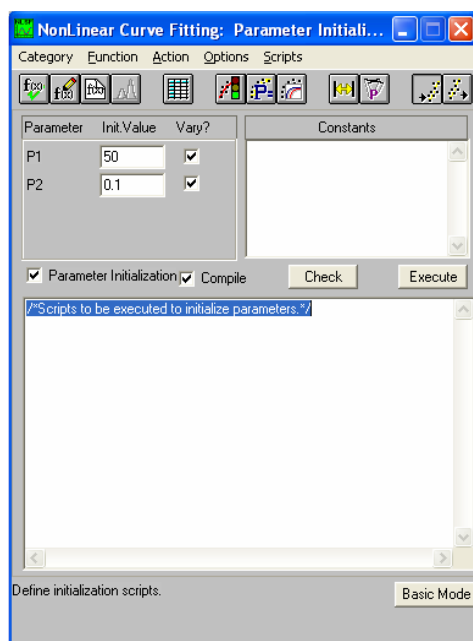 NonLinear Curve Fitting: Parameter Initiali...
Category Function Action Options Scripts
Parameter Init.Value Vary?
Constants
P1 50
P2 0.1
Parameter Initialization Compile Check Execute
/*Scripts to be executed to initialize parameters.*/
Define initialization scripts.
Basic Mode